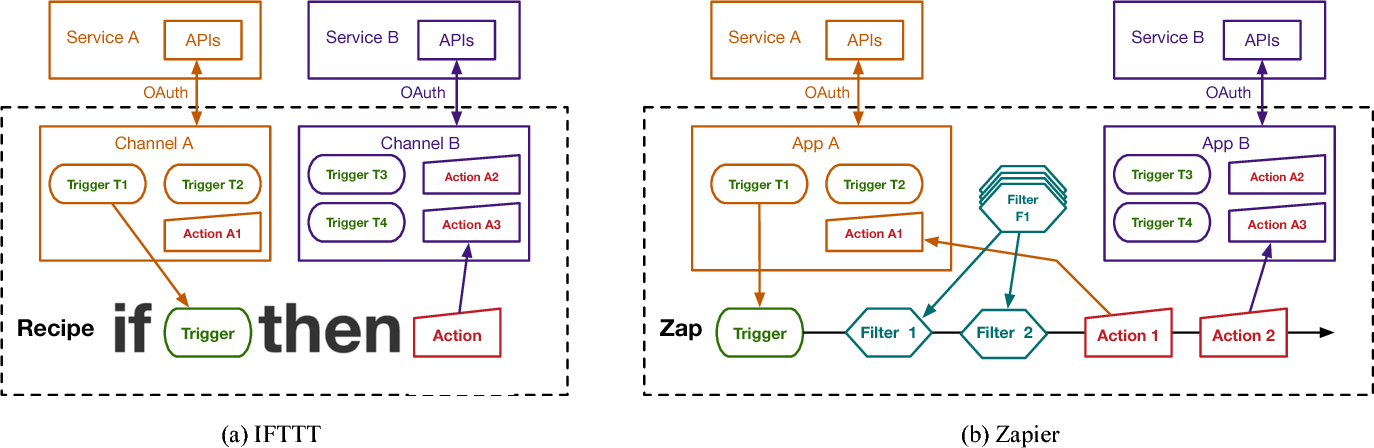 Service A
APIs
OAuth
Service B
APIs
OAuth
Channel A
Trigger T1
Trigger T2
Action A1
Channel B
Trigger T3
Action A2
Trigger T4
Action A3
Recipe if Trigger then Action
(a) IFTTT
Service A
APIs
OAuth
Service B
APIs
OAuth
App A
Trigger T1
Trigger T2
Action A1
Filter
F1
App B
Trigger T3
Action A2
Trigger T4
Action A3
Zap Trigger Filter 1 Filter 2 Action 1 Action 2
(b) Zapier